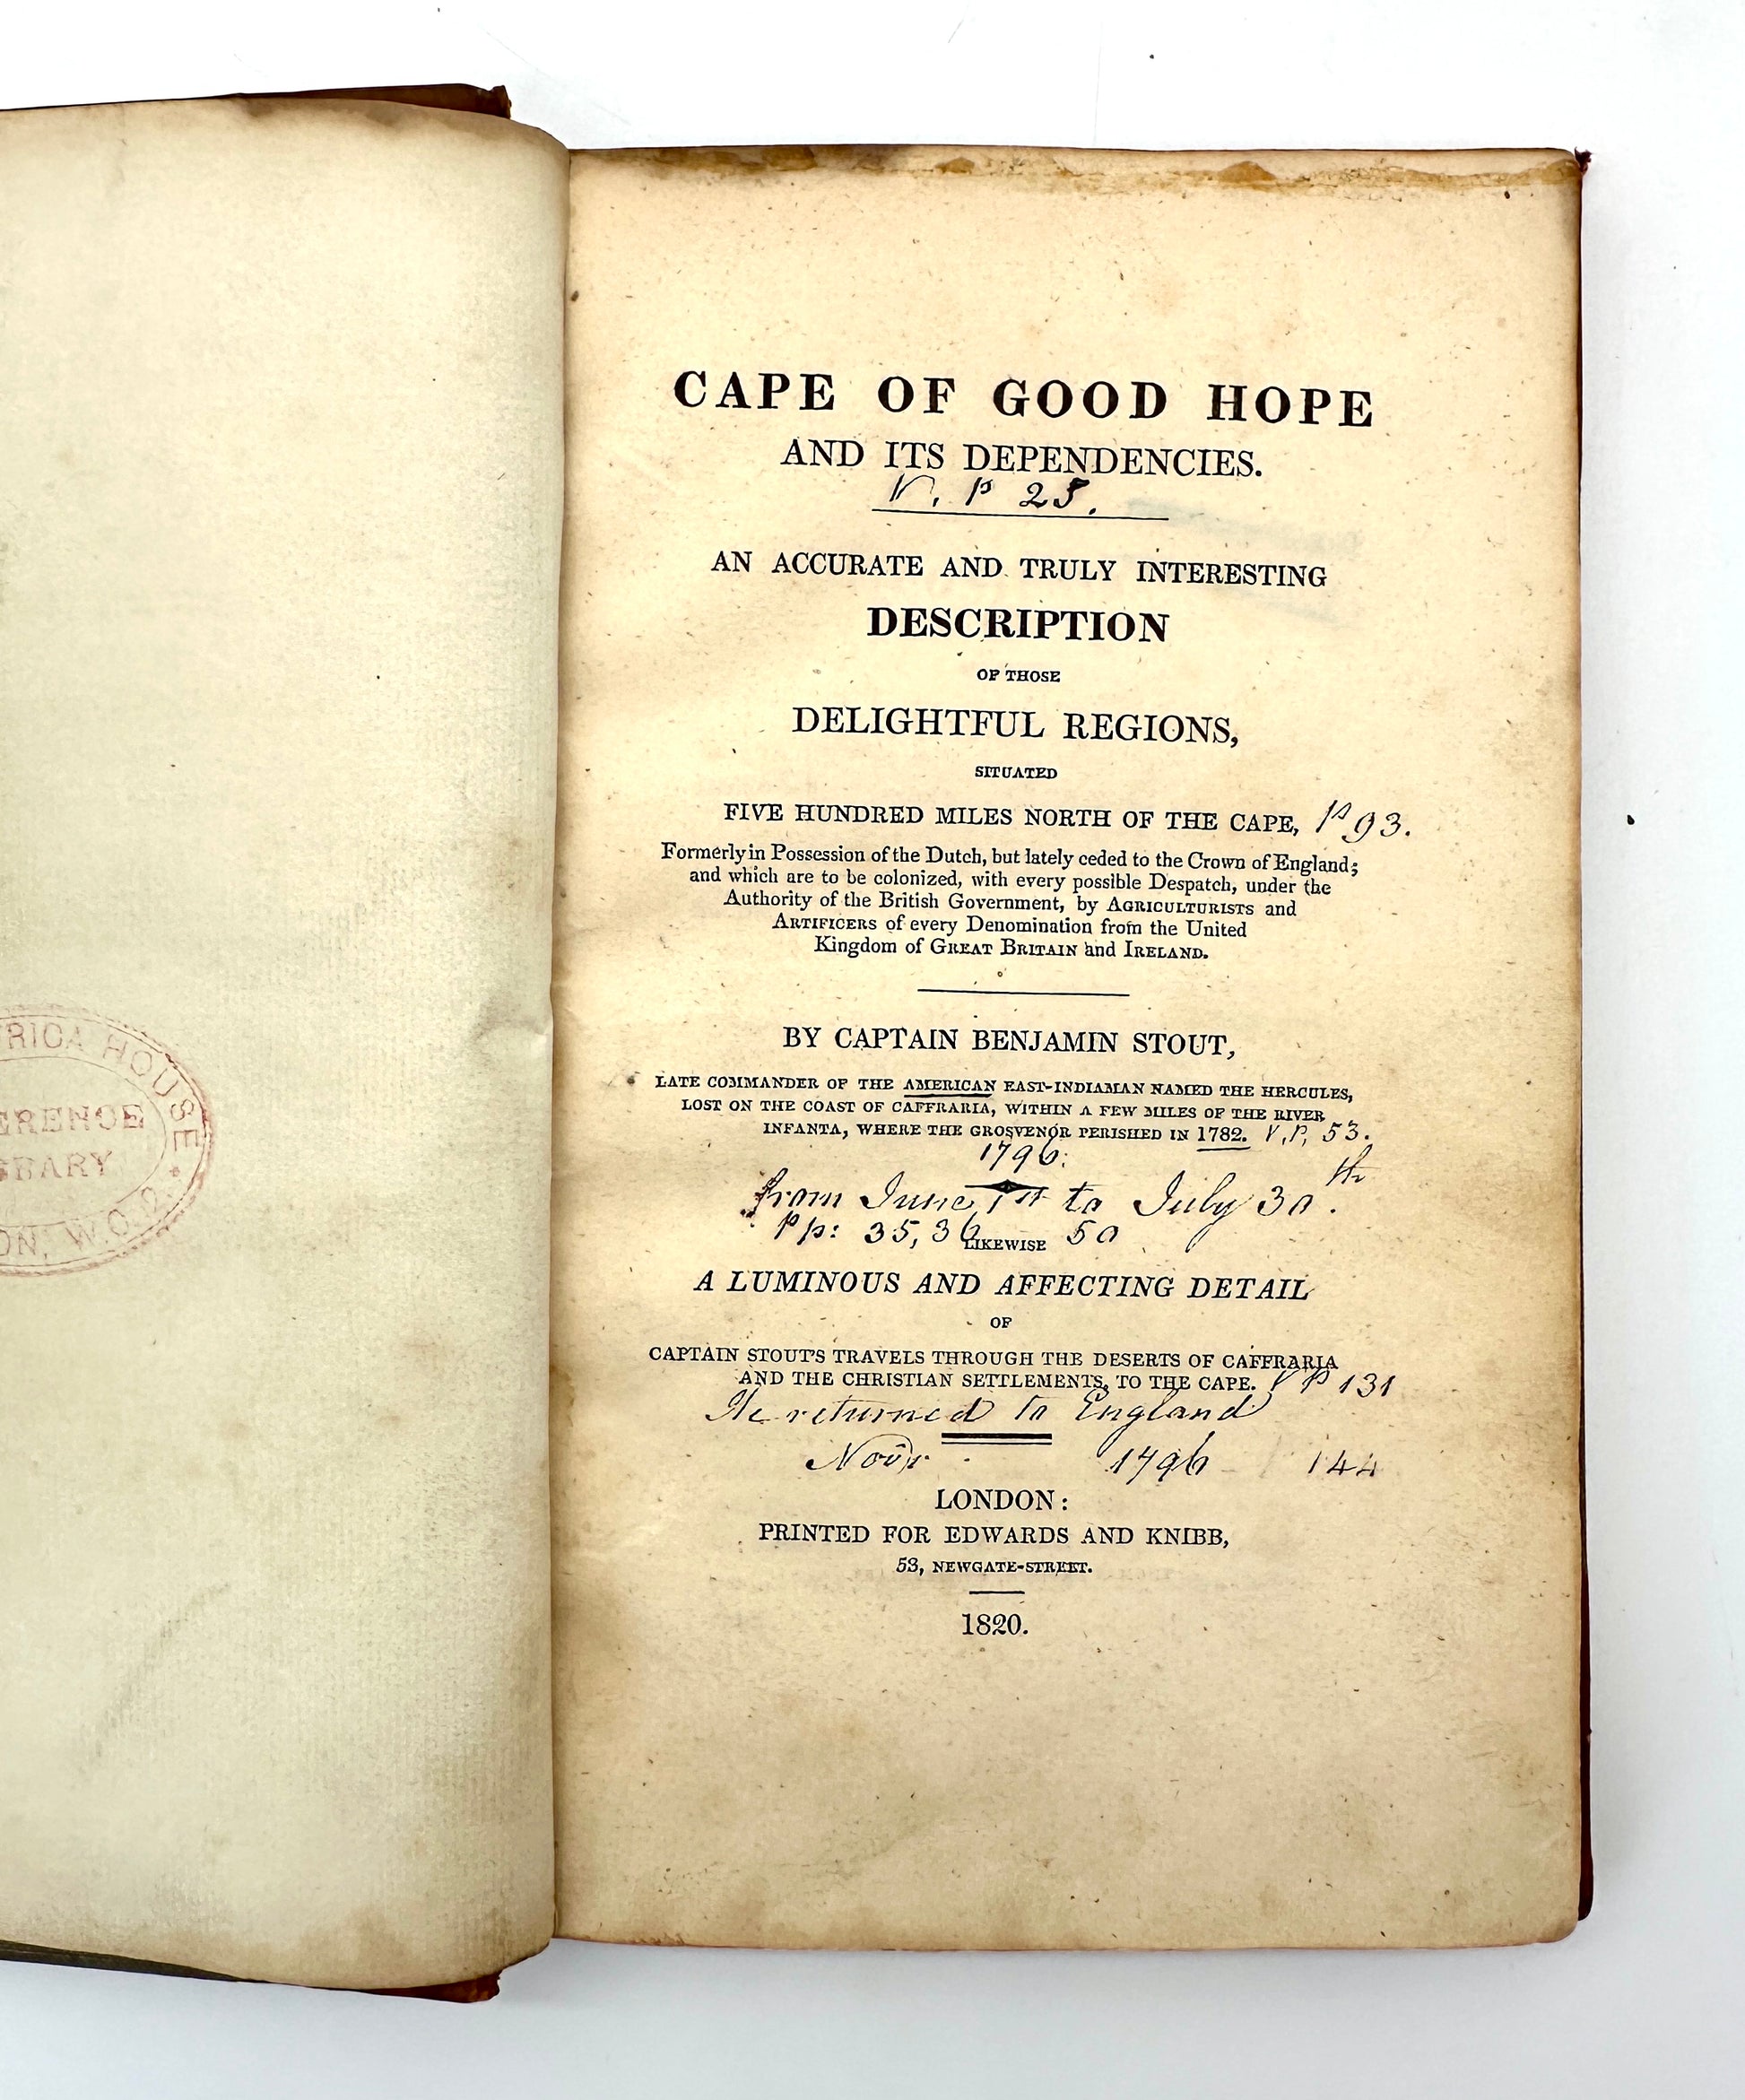 RICA HOUSE
ERENCE
BRARY
ON, W.C.2.
CAPE OF GOOD HOPE
AND ITS DEPENDENCIES.
V. p 25.
AN ACCURATE AND TRULY INTERESTING
DESCRIPTION
OF THOSE
DELIGHTFUL REGIONS,
SITUATED
FIVE HUNDRED MILES NORTH OF THE CAPE, p 93.
Formerly in Possession of the Dutch, but lately ceded to the Crown of England;
and which are to be colonized, with every possible Despatch, under the
Authority of the British Government, by AGRICULTURISTS and
ARTIFICERS of every Denomination from the United
Kingdom of GREAT BRITAIN and IRELAND.
BY CAPTAIN BENJAMIN STOUT,
LATE COMMANDER OF THE AMERICAN EAST-INDIAMAN NAMED THE HERCULES,
LOST ON THE COAST OF CAFFRARIA, WITHIN A FEW MILES OF THE RIVER
INFANTA, WHERE THE GROSVENOR PERISHED IN 1782. V. P, 53.
1796:
from June 1st to July 30th.
pp: 35, 36 50
LIKEWISE
A LUMINOUS AND AFFECTING DETAIL
OF
CAPTAIN STOUT'S TRAVELS THROUGH THE DESERTS OF CAFFRARIA
AND THE CHRISTIAN SETTLEMENTS, TO THE CAPE. V P 131
He returned to England
Novr 1796 144
LONDON:
PRINTED FOR EDWARDS AND KNIBB,
53, NEWGATE-STREET.
1820.